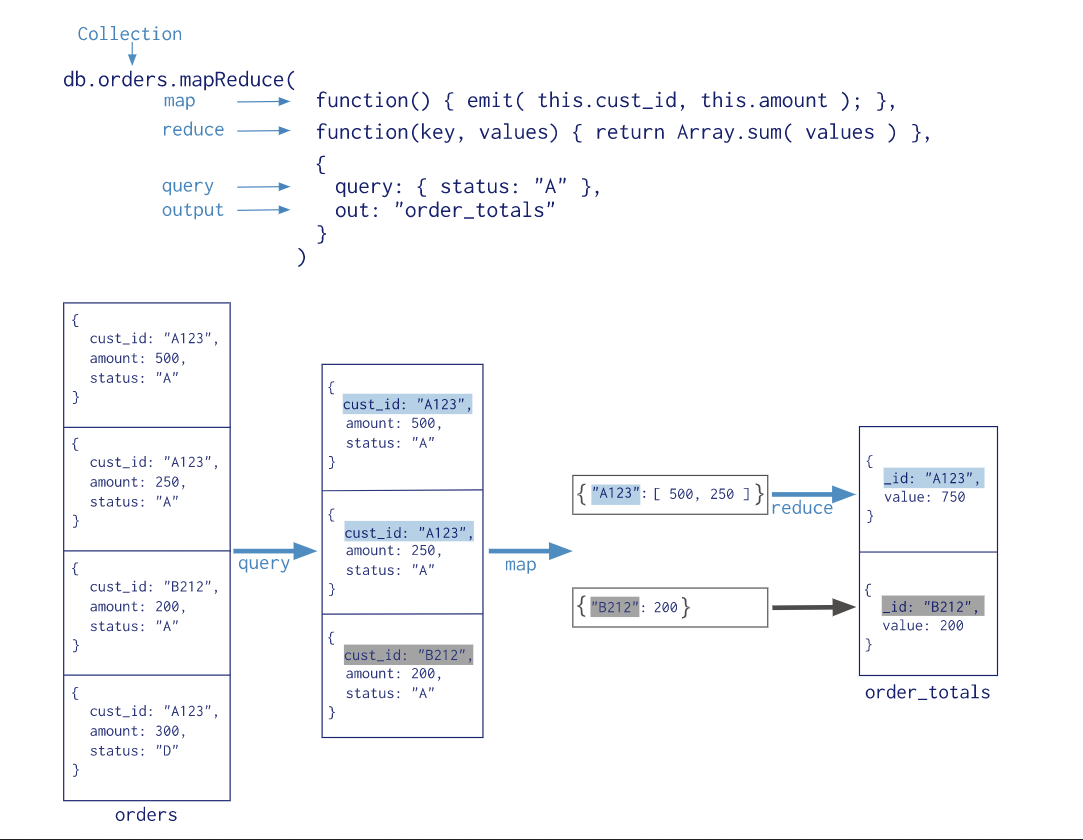 Collection
db.orders.mapReduce(
map function() { emit( this.cust_id, this.amount ); },
reduce function(key, values) { return Array.sum( values ) },
{
query query: { status: "A" },
output out: "order_totals"
}
)
{
cust_id: "A123",
amount: 500,
status: "A"
}
{
cust_id: "A123",
amount: 250,
status: "A"
}
{
cust_id: "B212",
amount: 200,
status: "A"
}
{
cust_id: "A123",
amount: 300,
status: "D"
}
orders
query
{
cust_id: "A123",
amount: 500,
status: "A"
}
{
cust_id: "A123",
amount: 250,
status: "A"
}
{
cust_id: "B212",
amount: 200,
status: "A"
}
map
{ "A123": [ 500, 250 ] }
{ "B212": 200 }
reduce
{
_id: "A123",
value: 750
}
{
_id: "B212",
value: 200
}
order_totals